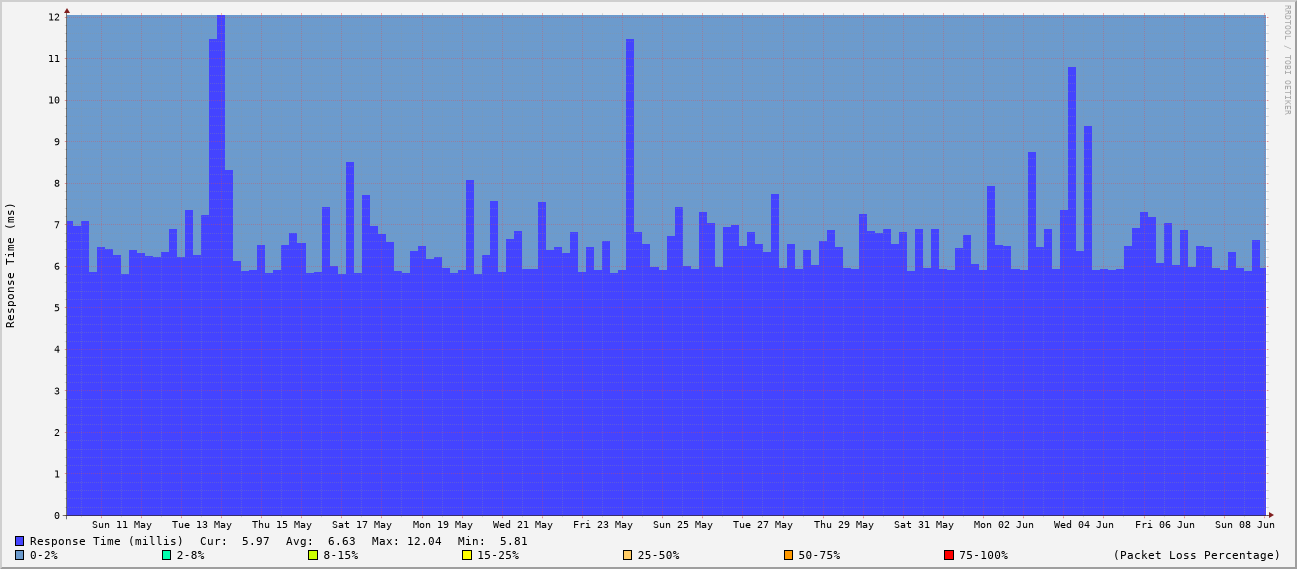 RRDTOOL / TOBI OETIKER
Response Time (ms)
12
11
10
9
8
7
6
5
4
3
2
1
0
Sun 11 May Tue 13 May Thu 15 May Sat 17 May Mon 19 May Wed 21 May Fri 23 May Sun 25 May Tue 27 May Thu 29 May Sat 31 May Mon 02 Jun Wed 04 Jun Fri 06 Jun Sun 08 Jun
Response Time (millis) Cur: 5.97 Avg: 6.63 Max: 12.04 Min: 5.81
0-2% 2-8% 8-15% 15-25% 25-50% 50-75% 75-100% (Packet Loss Percentage)